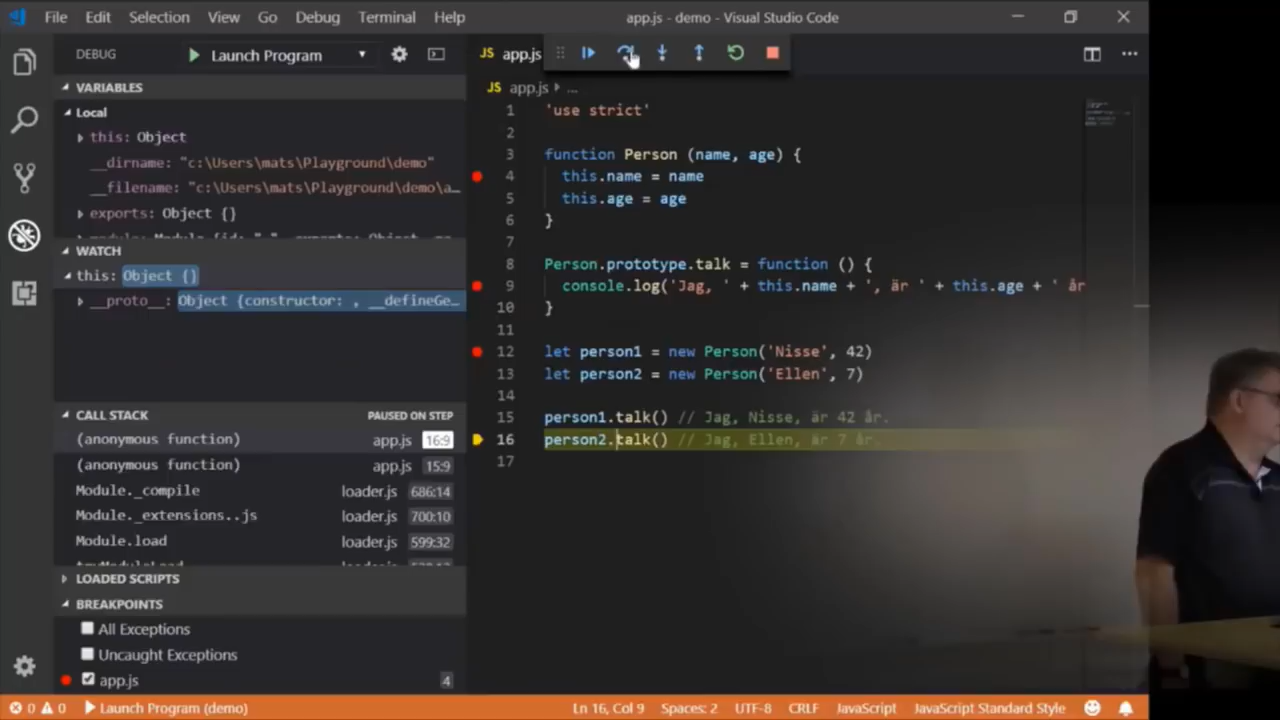 File Edit Selection View Go Debug Terminal Help
app.js - demo - Visual Studio Code
DEBUG
Launch Program
JS app.js
VARIABLES
Local
this: Object
__dirname: "c:\Users\mats\Playground\demo"
__filename: "c:\Users\mats\Playground\demo\a…
exports: Object {}
WATCH
this: Object {}
__proto__: Object {constructor: , __defineGe…
CALL STACK PAUSED ON STEP
(anonymous function) app.js 16:9
(anonymous function) app.js 15:9
Module._compile loader.js 686:14
Module._extensions..js loader.js 700:10
Module.load loader.js 599:32
LOADED SCRIPTS
BREAKPOINTS
All Exceptions
Uncaught Exceptions
app.js 4
JS app.js ...
1 'use strict'
2
3 function Person (name, age) {
4 this.name = name
5 this.age = age
6 }
7
8 Person.prototype.talk = function () {
9 console.log('Jag, ' + this.name + ', är ' + this.age + ' år
10 }
11
12 let person1 = new Person('Nisse', 42)
13 let person2 = new Person('Ellen', 7)
14
15 person1.talk() // Jag, Nisse, är 42 år.
16 person2.talk() // Jag, Ellen, är 7 år.
17
0 0 Launch Program (demo) Ln 16, Col 9 Spaces: 2 UTF-8 CRLF JavaScript JavaScript Standard Style